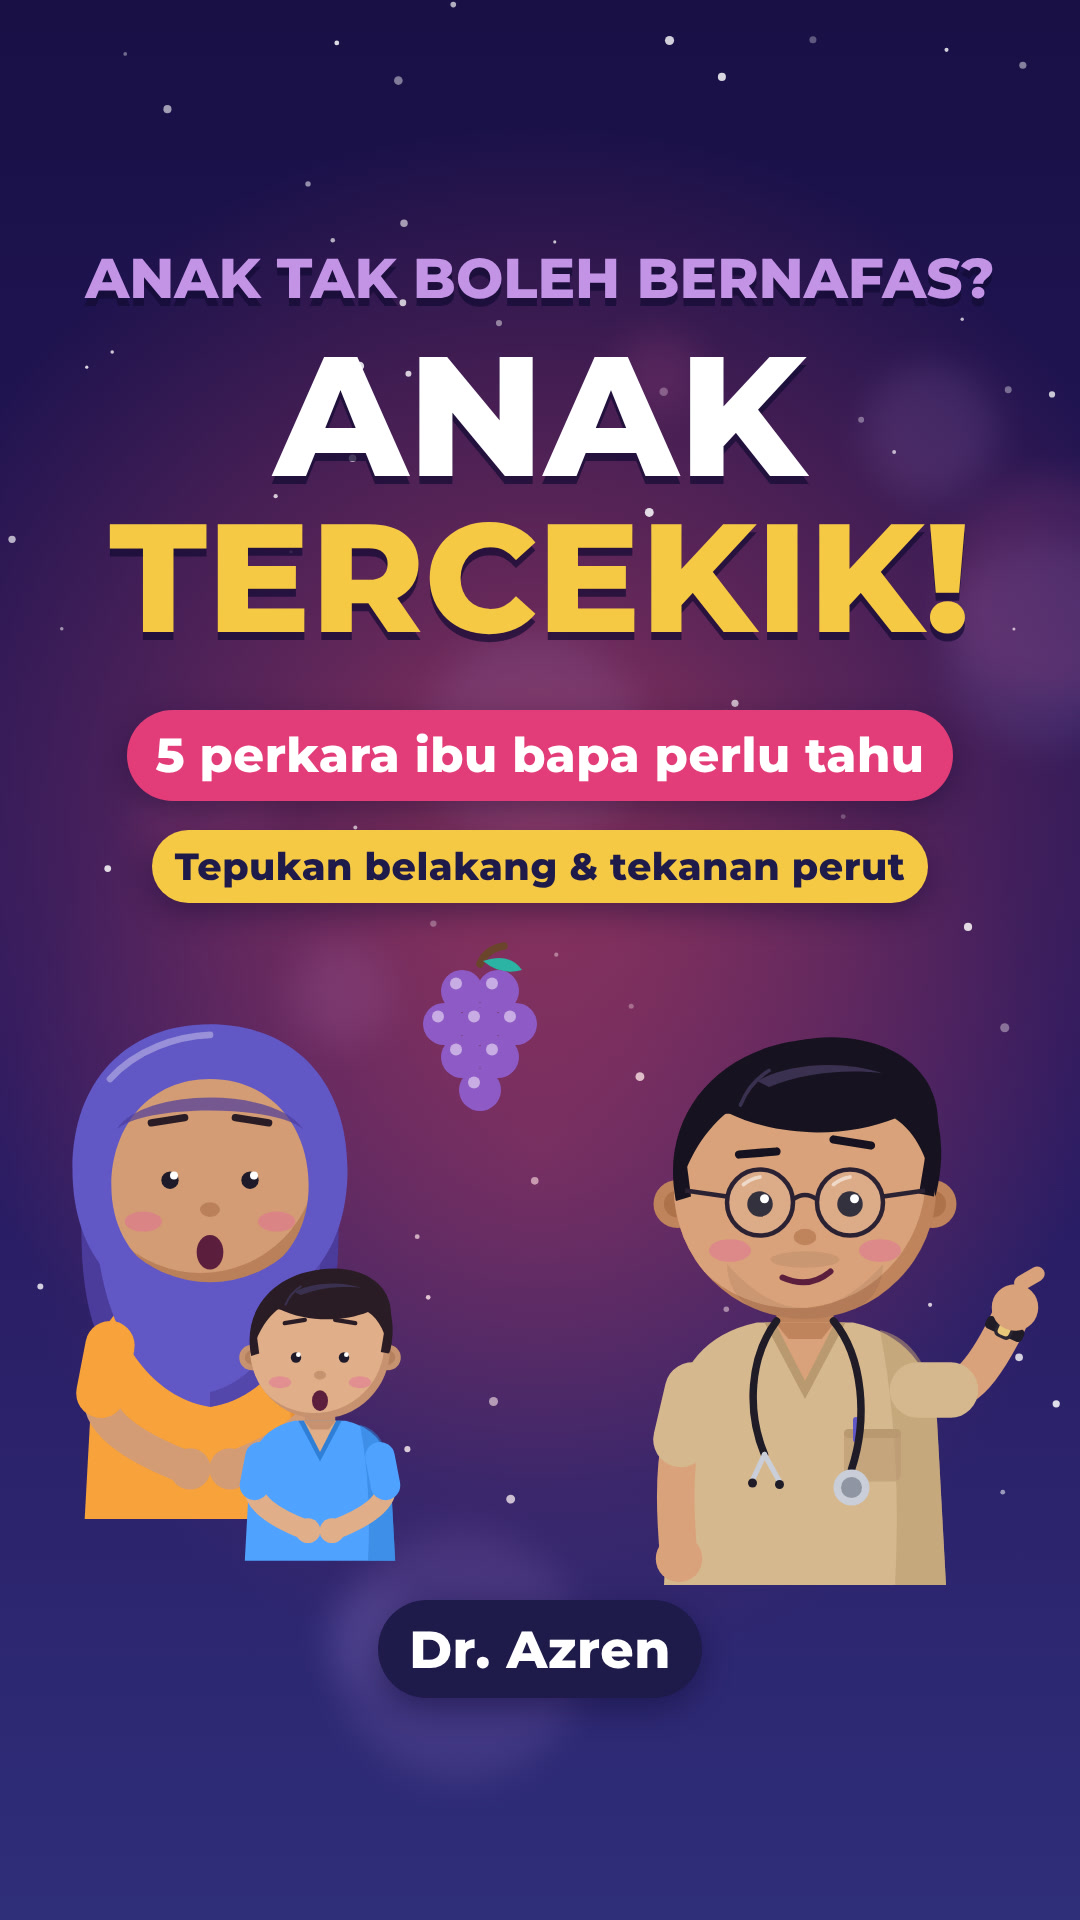 ANAK TAK BOLEH BERNAFAS?
ANAK
TERCEKIK!
5 perkara ibu bapa perlu tahu
Tepukan belakang & tekanan perut
Dr. Azren